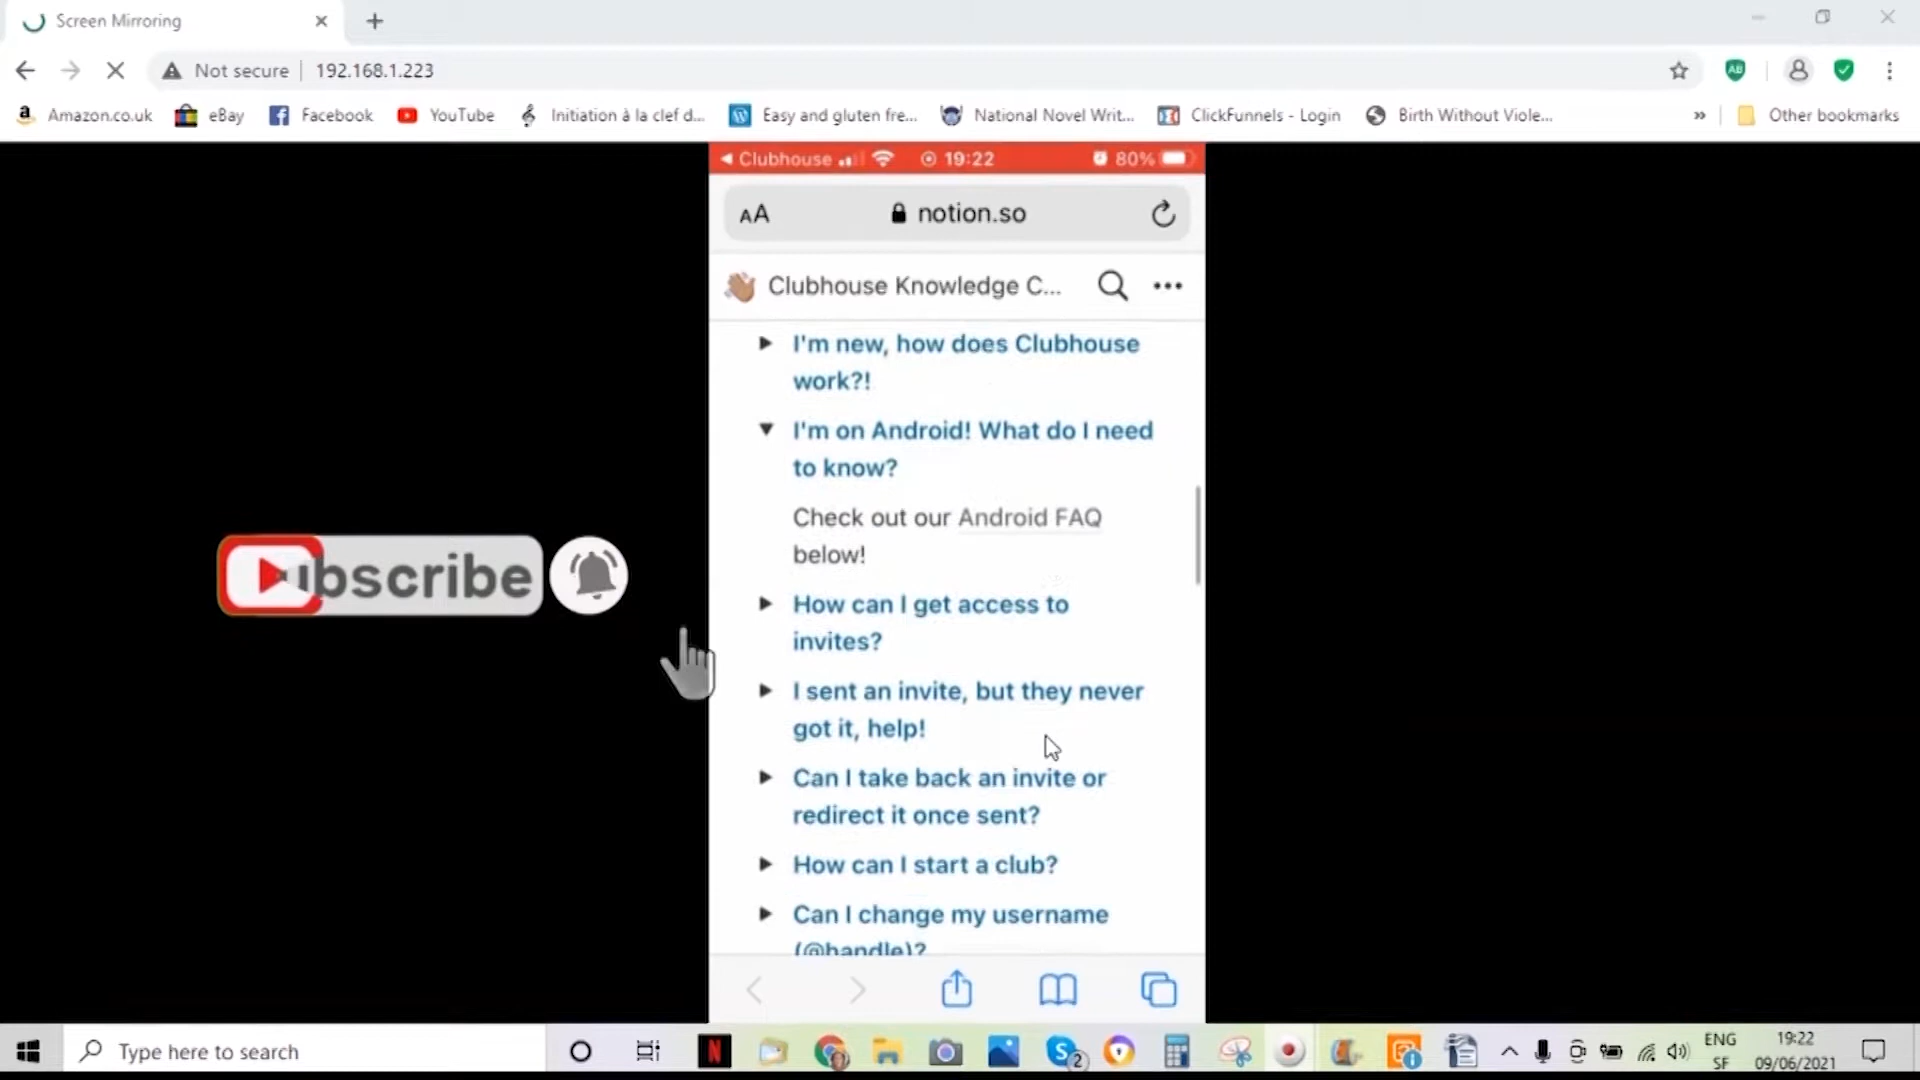 Screen Mirroring
Not secure
192.168.1.223
Amazon.co.uk
eBay
Facebook
YouTube
Initiation à la clef d...
Easy and gluten fre...
National Novel Writ...
ClickFunnels - Login
Birth Without Viole...
»
Other bookmarks
Clubhouse
19:22
80%
AA
notion.so
Clubhouse Knowledge C...
I'm new, how does Clubhouse
work?!
I'm on Android! What do I need
to know?
Check out our Android FAQ
below!
How can I get access to
invites?
I sent an invite, but they never
got it, help!
Can I take back an invite or
redirect it once sent?
How can I start a club?
Can I change my username
(@handle)?
ubscribe
Type here to search
N
S 2
ENG
SF
19:22
09/06/2021